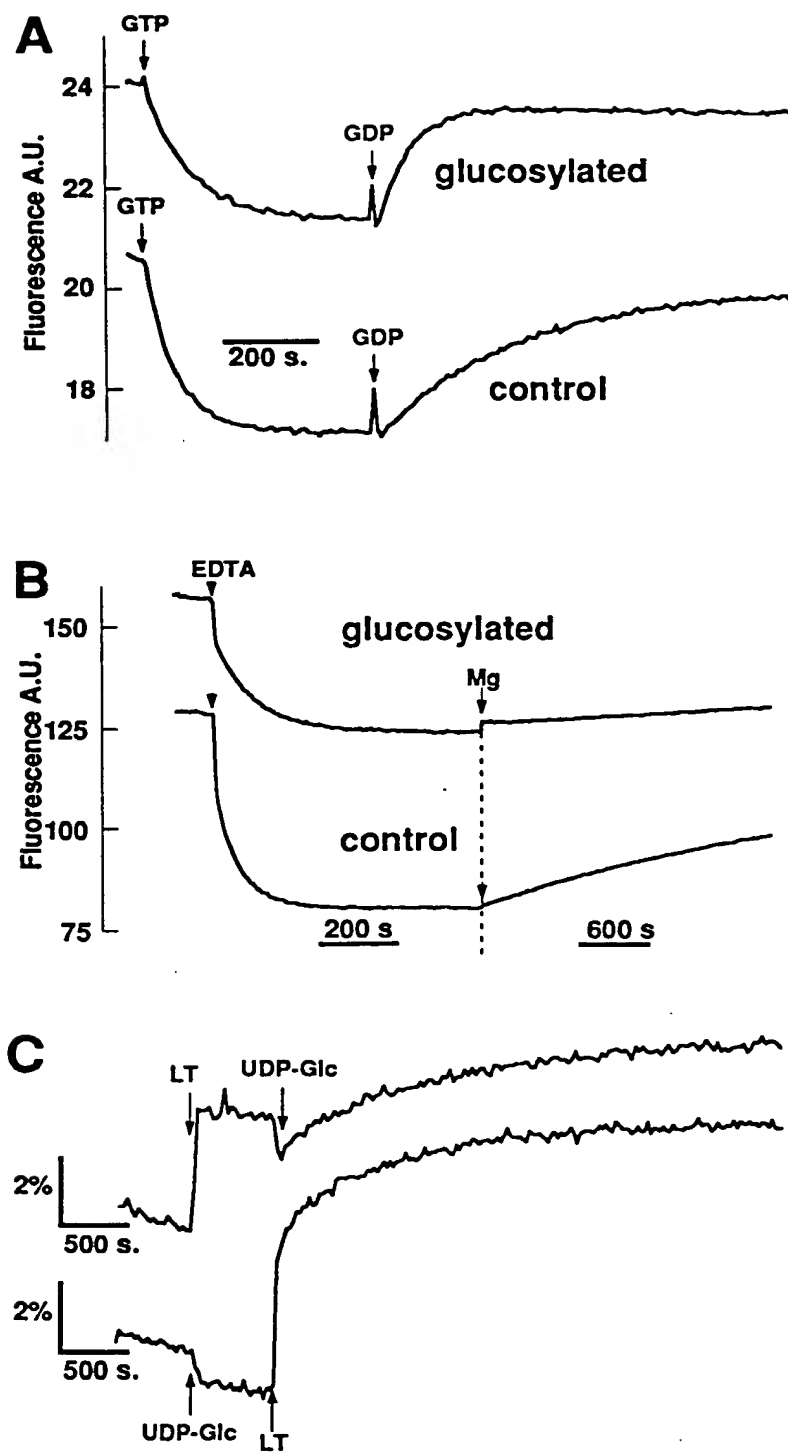 A
GTP
24
GDP
glucosylated
22
GTP
Fluorescence A.U.
20
200 s.
GDP
control
18
B
EDTA
150
glucosylated
Mg
125
Fluorescence A.U.
100
control
75
200 s
600 s
C
LT
UDP-Glc
2%
500 s.
2%
500 s.
UDP-Glc
LT